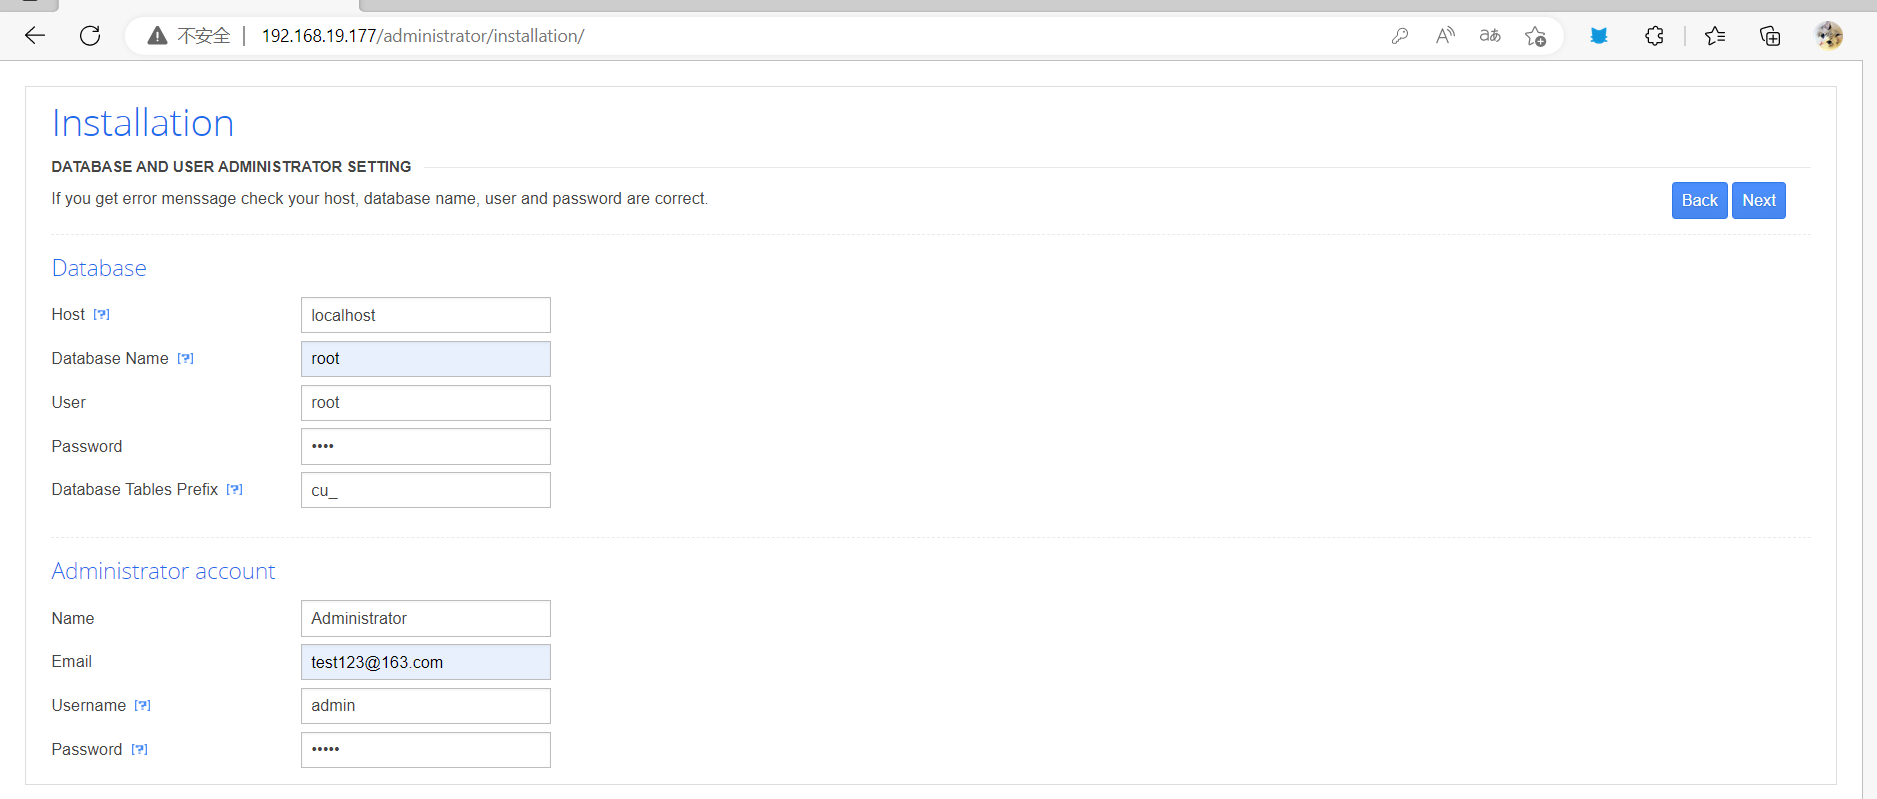 不安全 192.168.19.177/administrator/installation/
Installation
DATABASE AND USER ADMINISTRATOR SETTING
If you get error menssage check your host, database name, user and password are correct.
Back Next
Database
Host [?] localhost
Database Name [?] root
User root
Password ••••
Database Tables Prefix [?] cu_
Administrator account
Name Administrator
Email test123@163.com
Username [?] admin
Password [?] •••••